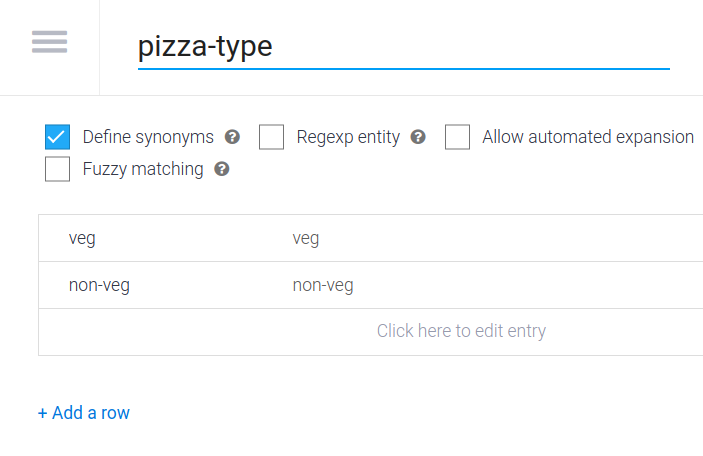 pizza-type
Define synonyms ? Regexp entity ? Allow automated expansion
Fuzzy matching ?
veg veg
non-veg non-veg
Click here to edit entry
+ Add a row